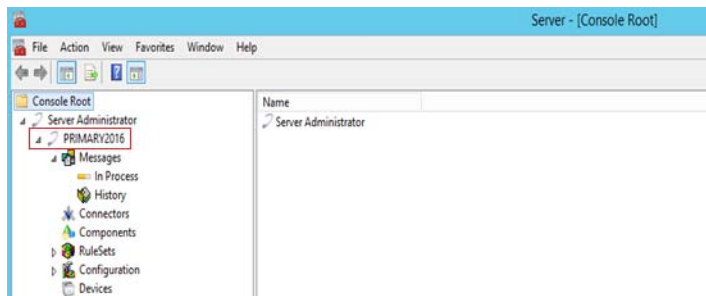 Server - [Console Root]
File Action View Favorites Window Help
Console Root
Name
Server Administrator
Server Administrator
PRIMARY2016
Messages
In Process
History
Connectors
Components
RuleSets
Configuration
Devices